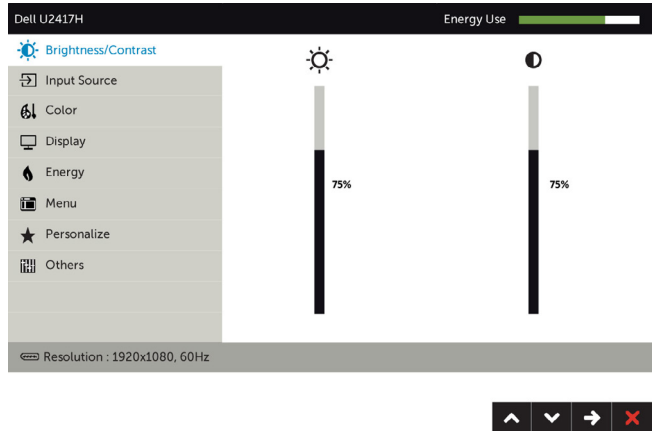 Dell U2417H
Energy Use
Brightness/Contrast
Input Source
Color
Display
Energy
Menu
Personalize
Others
75%
75%
Resolution : 1920x1080, 60Hz